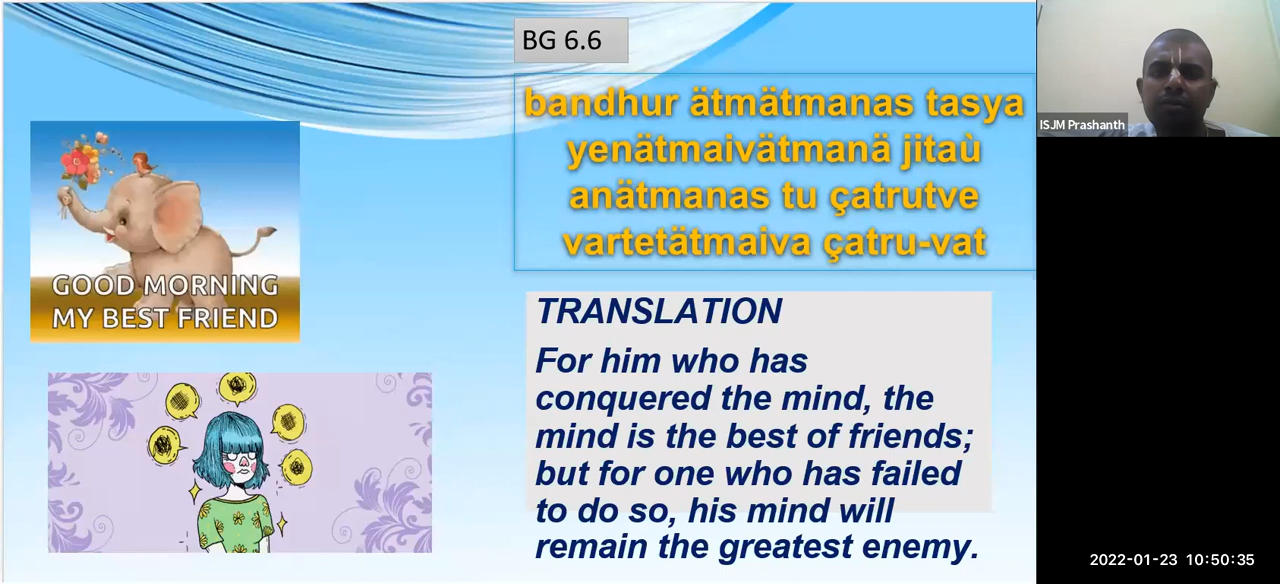 BG 6.6
bandhur ätmätmanas tasya
yenätmaivätmanä jitaù
anätmanas tu çatrutve
vartetätmaiva çatru-vat
GOOD MORNING
MY BEST FRIEND
TRANSLATION
For him who has
conquered the mind, the
mind is the best of friends;
but for one who has failed
to do so, his mind will
remain the greatest enemy.
ISJM Prashanth
2022-01-23 10:50:35